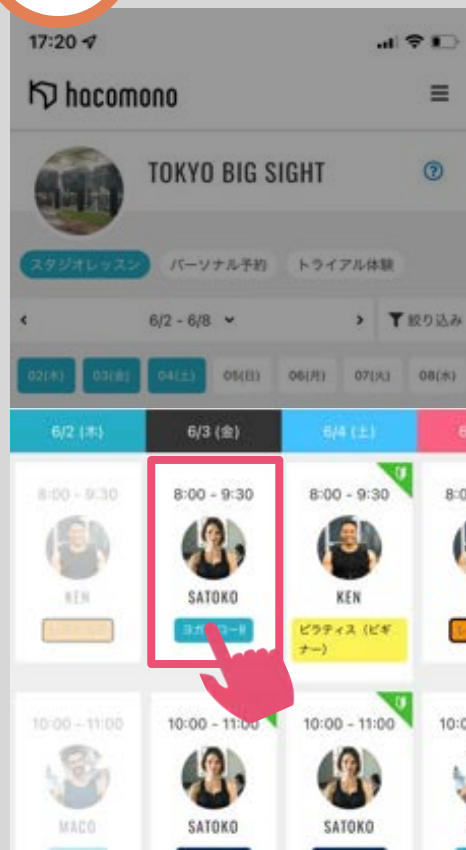 17:20
hacomono
TOKYO BIG SIGHT
スタジオレッスン パーソナル予約 トライアル体験
6/2 - 6/8 絞り込み
02(木) 03(金) 04(土) 05(日) 06(月) 07(火) 08(水)
6/2 (木) 6/3 (金) 6/4 (土)
8:00 - 9:30 8:00 - 9:30 8:00 - 9:30
KEN SATOKO KEN
ピラティス（ビギ
ナー）
10:00 - 11:00 10:00 - 11:00 10:00 - 11:00
MACO SATOKO SATOKO